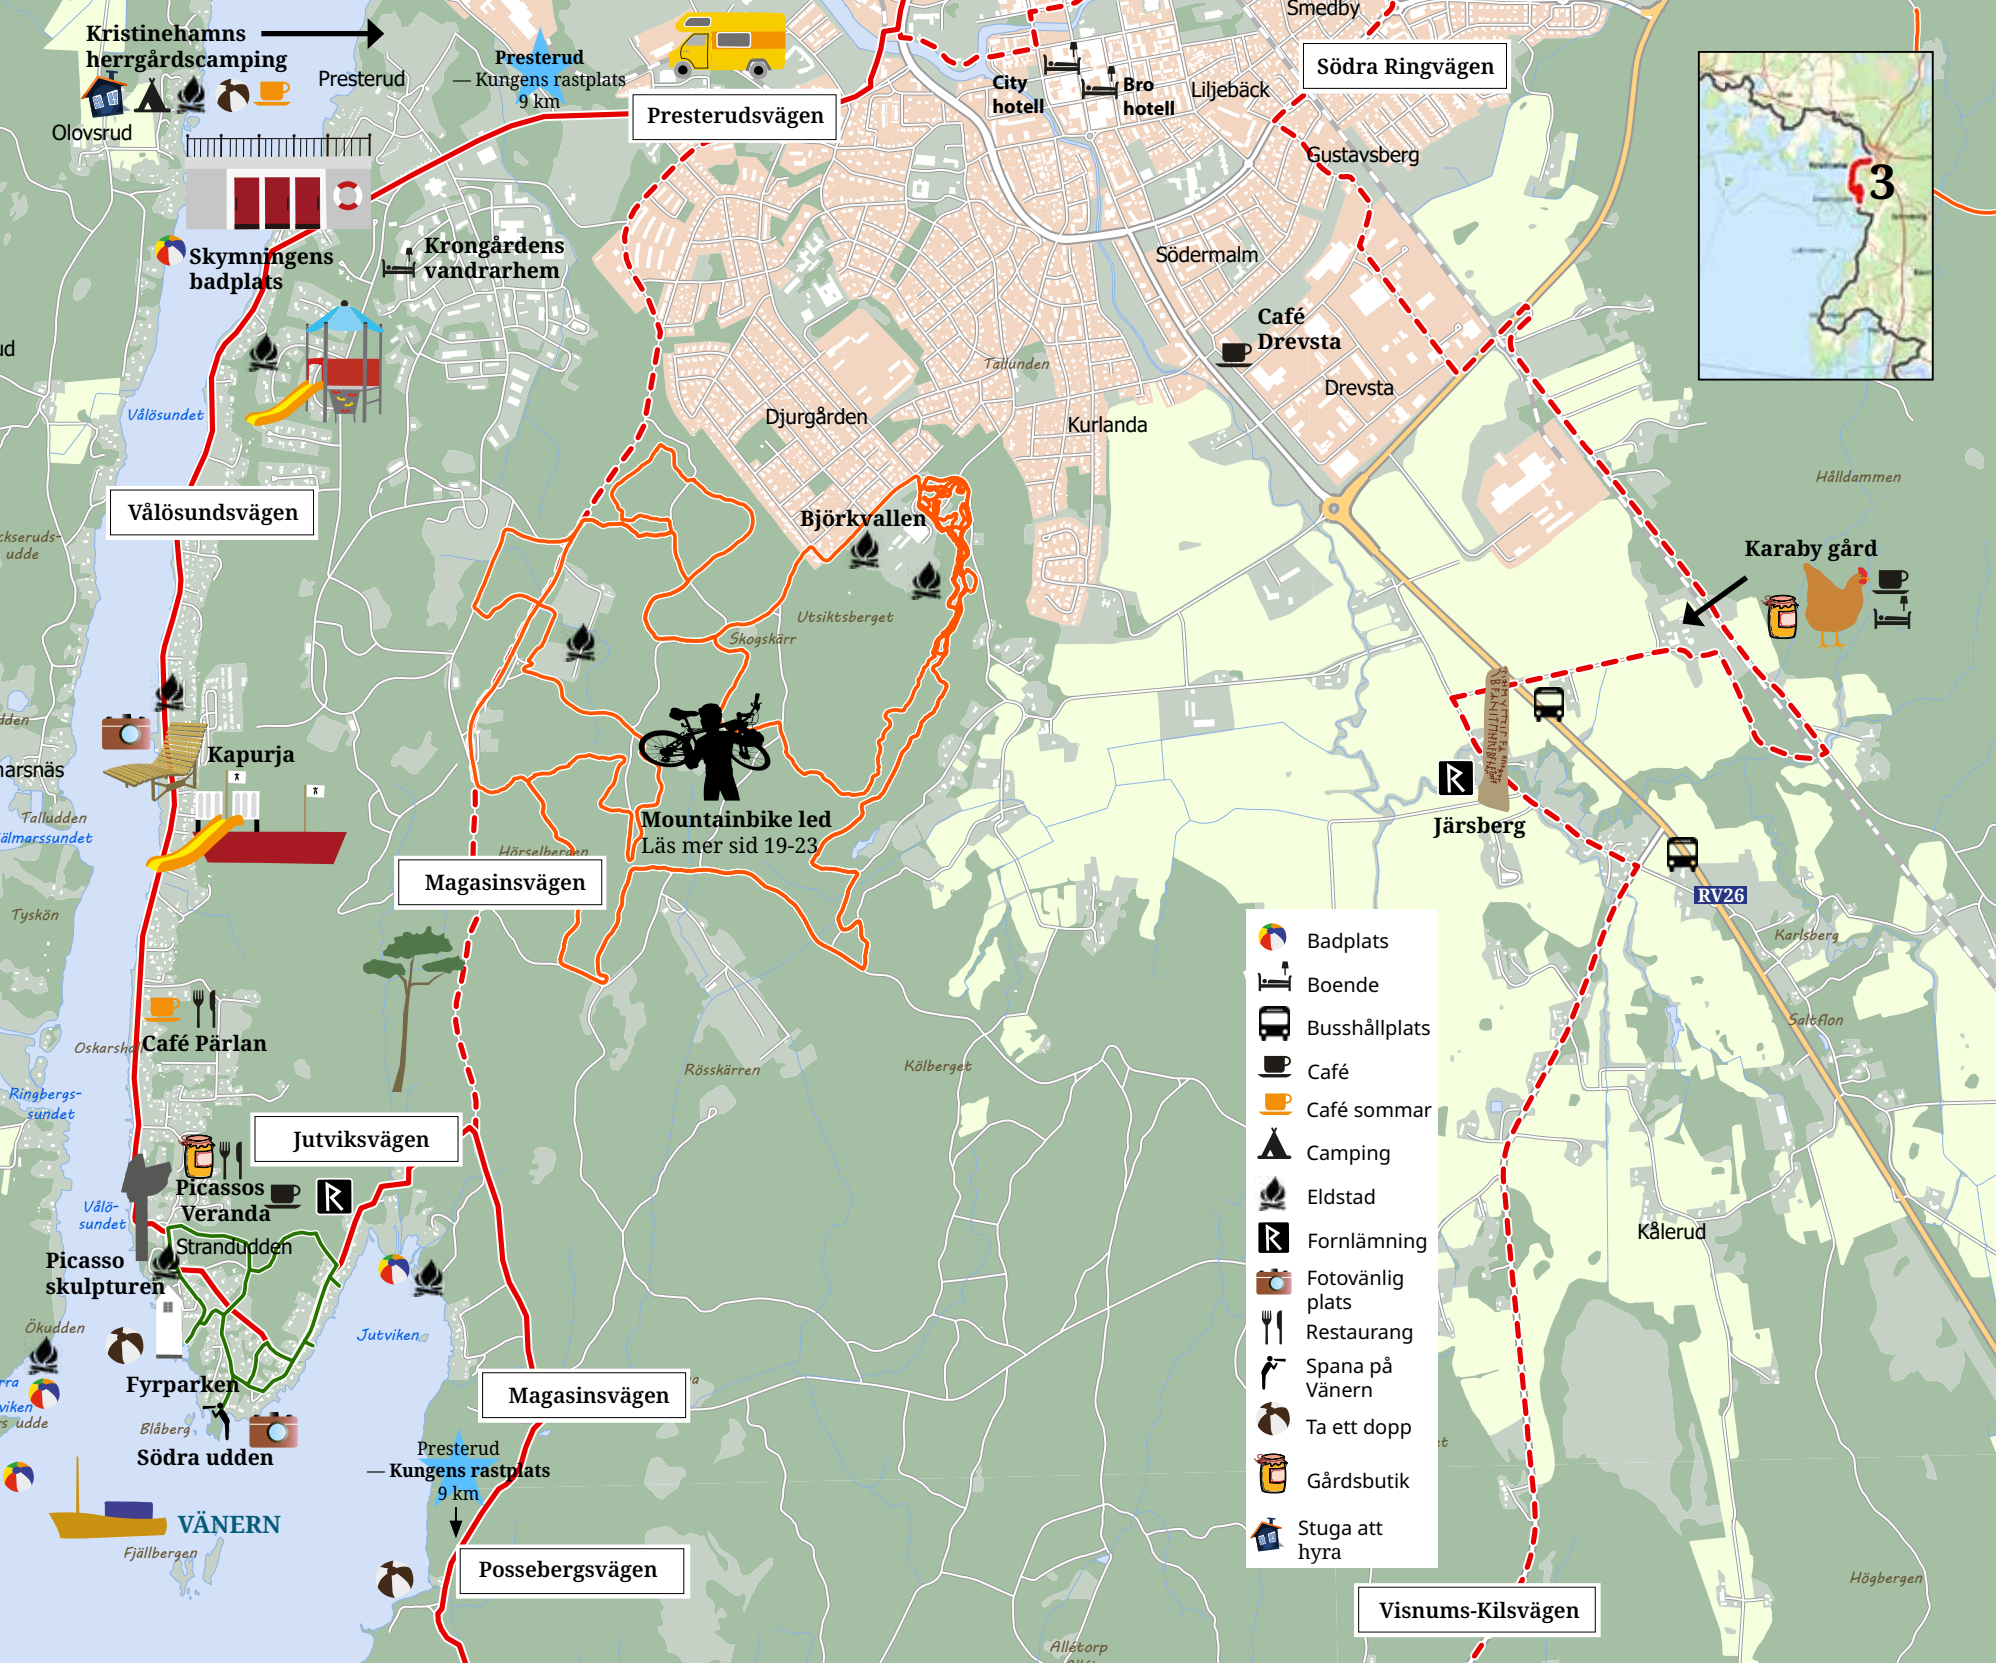 Smedby
Kristinehamns
herrgårdscamping
Presterud
Olovsrud
Presterud
— Kungens rastplats
9 km
Presterudsvägen
City
hotell
Bro
hotell
Liljebäck
Södra Ringvägen
Gustavsberg
3
Skymningens
badplats
Krongårdens
vandrarhem
Södermalm
Café
Drevsta
Drevsta
Tallunden
Djurgården
Kurlanda
Vålösundet
Vålösundsvägen
Björkvallen
Hålldammen
udde
Karaby gård
Utsiktsberget
Skogskärr
Kapurja
Talludden
Mountainbike led
Läs mer sid 19-23
Hörselbergen
Järsberg
RV26
Magasinsvägen
Tyskön
Karlsberg
Saltflon
Café Pärlan
Rösskärren
Kölberget
Ringbergs-
sundet
Jutviksvägen
Picassos
Veranda
Vålö-
sundet
Strandudden
Picasso
skulpturen
Kålerud
Ökudden
Jutviken
Fyrparken
Blåberg
Södra udden
Magasinsvägen
Presterud
— Kungens rastplats
9 km
VÄNERN
Fjällbergen
Possebergsvägen
Badplats
Boende
Busshållplats
Café
Café sommar
Camping
Eldstad
R Fornlämning
Fotovänlig
plats
Restaurang
Spana på
Vänern
Ta ett dopp
Gårdsbutik
Stuga att
hyra
Högbergen
Visnums-Kilsvägen
Allétorp